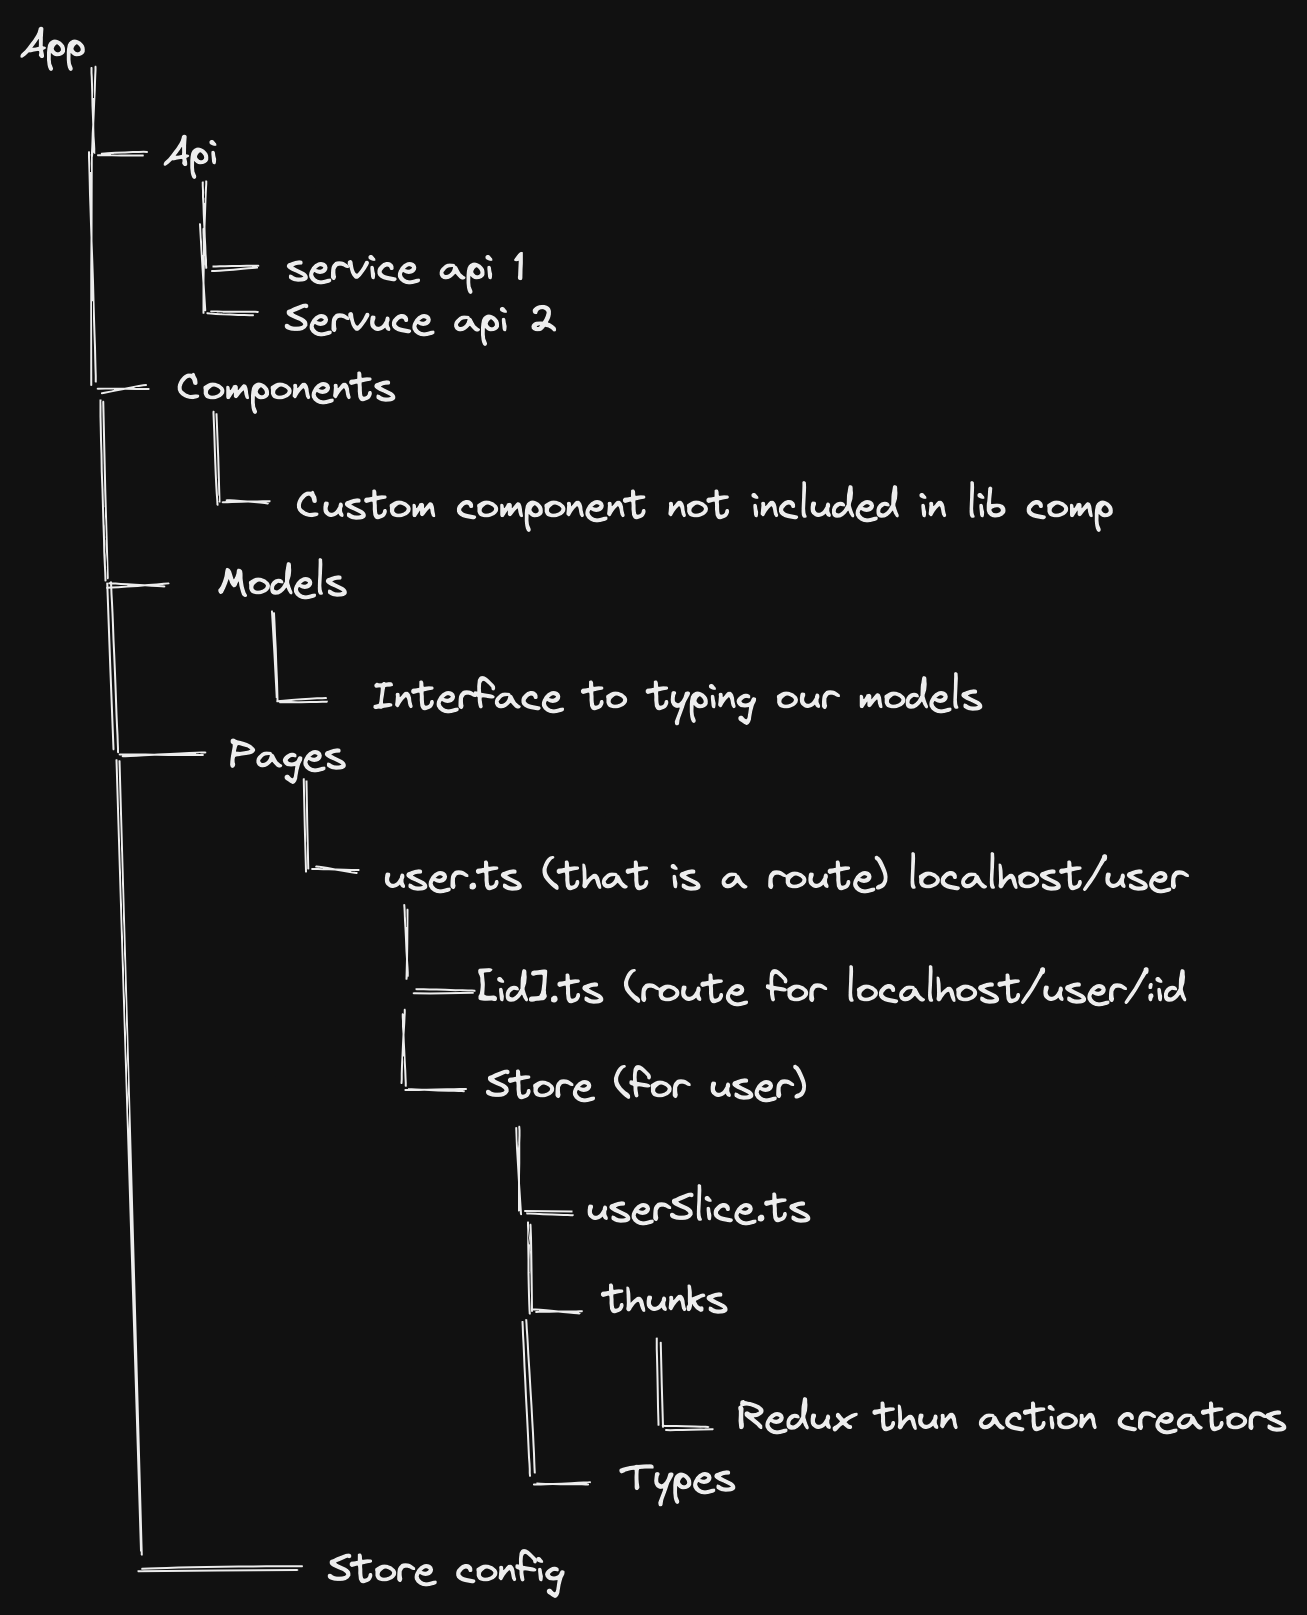 App
Api
service api 1
Servuce api 2
Components
Custom component not included in lib comp
Models
Interface to typing our models
Pages
user.ts (that is a route) localhost/user
[id].ts (route for localhost/user/:id
Store (for user)
userSlice.ts
thunks
Redux thun action creators
Types
Store config